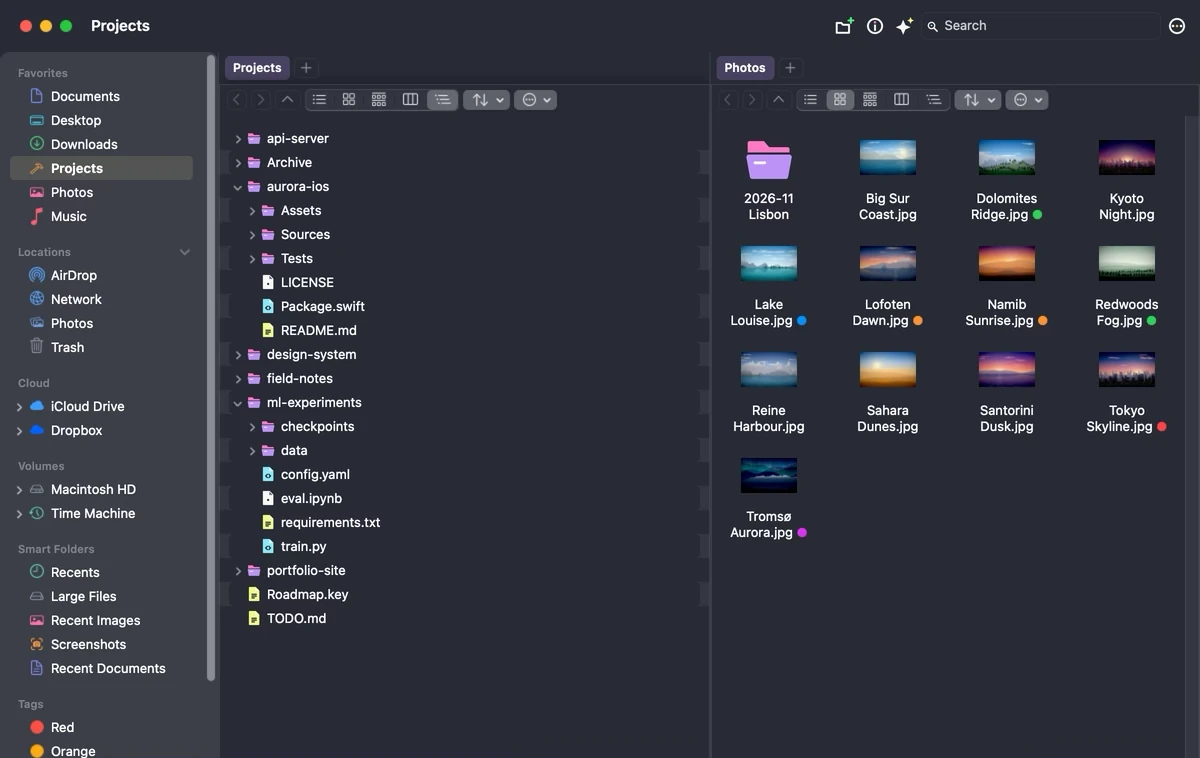 Projects
Search
Favorites
Documents
Desktop
Downloads
Projects
Photos
Music
Locations
AirDrop
Network
Photos
Trash
Cloud
iCloud Drive
Dropbox
Volumes
Macintosh HD
Time Machine
Smart Folders
Recents
Large Files
Recent Images
Screenshots
Recent Documents
Tags
Red
Orange
Projects
api-server
Archive
aurora-ios
Assets
Sources
Tests
LICENSE
Package.swift
README.md
design-system
field-notes
ml-experiments
checkpoints
data
config.yaml
eval.ipynb
requirements.txt
train.py
portfolio-site
Roadmap.key
TODO.md
Photos
2026-11
Lisbon
Big Sur
Coast.jpg
Dolomites
Ridge.jpg
Kyoto
Night.jpg
Lake
Louise.jpg
Lofoten
Dawn.jpg
Namib
Sunrise.jpg
Redwoods
Fog.jpg
Reine
Harbour.jpg
Sahara
Dunes.jpg
Santorini
Dusk.jpg
Tokyo
Skyline.jpg
Tromsø
Aurora.jpg